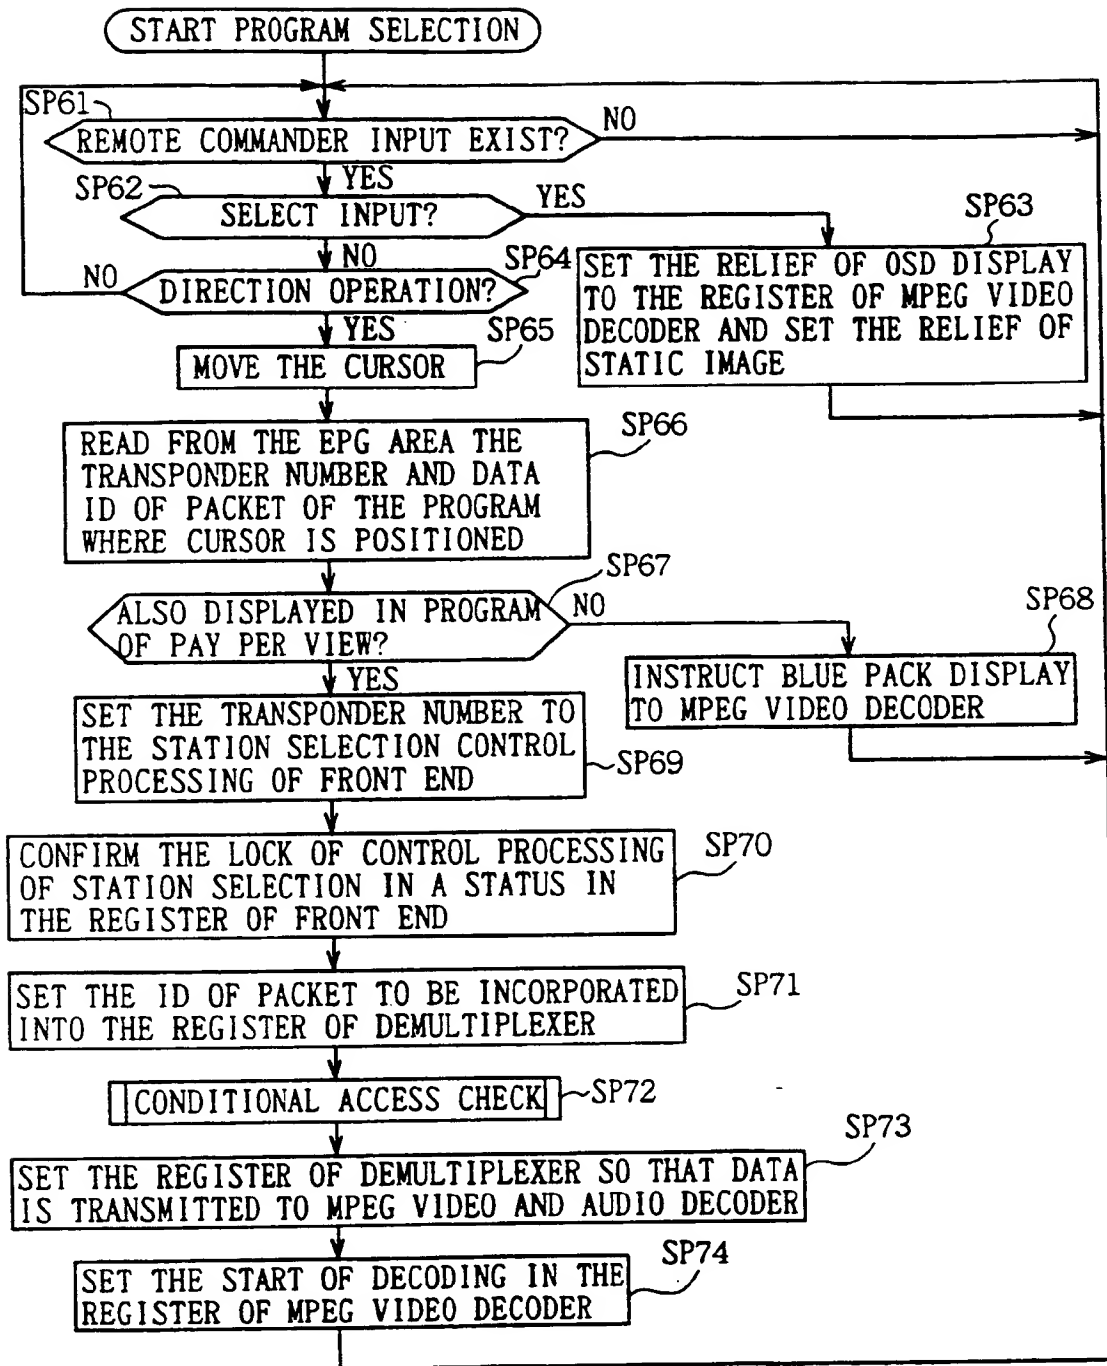 START PROGRAM SELECTION
SP61
REMOTE COMMANDER INPUT EXIST?
NO
YES
SP62
SELECT INPUT?
YES
NO
SP63
SET THE RELIEF OF OSD DISPLAY
TO THE REGISTER OF MPEG VIDEO
DECODER AND SET THE RELIEF OF
STATIC IMAGE
SP64
DIRECTION OPERATION?
NO
YES
SP65
MOVE THE CURSOR
SP66
READ FROM THE EPG AREA THE
TRANSPONDER NUMBER AND DATA
ID OF PACKET OF THE PROGRAM
WHERE CURSOR IS POSITIONED
SP67
ALSO DISPLAYED IN PROGRAM
OF PAY PER VIEW?
NO
YES
SP68
INSTRUCT BLUE PACK DISPLAY
TO MPEG VIDEO DECODER
SET THE TRANSPONDER NUMBER TO
THE STATION SELECTION CONTROL
PROCESSING OF FRONT END
SP69
CONFIRM THE LOCK OF CONTROL PROCESSING
OF STATION SELECTION IN A STATUS IN
THE REGISTER OF FRONT END
SP70
SET THE ID OF PACKET TO BE INCORPORATED
INTO THE REGISTER OF DEMULTIPLEXER
SP71
CONDITIONAL ACCESS CHECK
SP72
SP73
SET THE REGISTER OF DEMULTIPLEXER SO THAT DATA
IS TRANSMITTED TO MPEG VIDEO AND AUDIO DECODER
SP74
SET THE START OF DECODING IN THE
REGISTER OF MPEG VIDEO DECODER